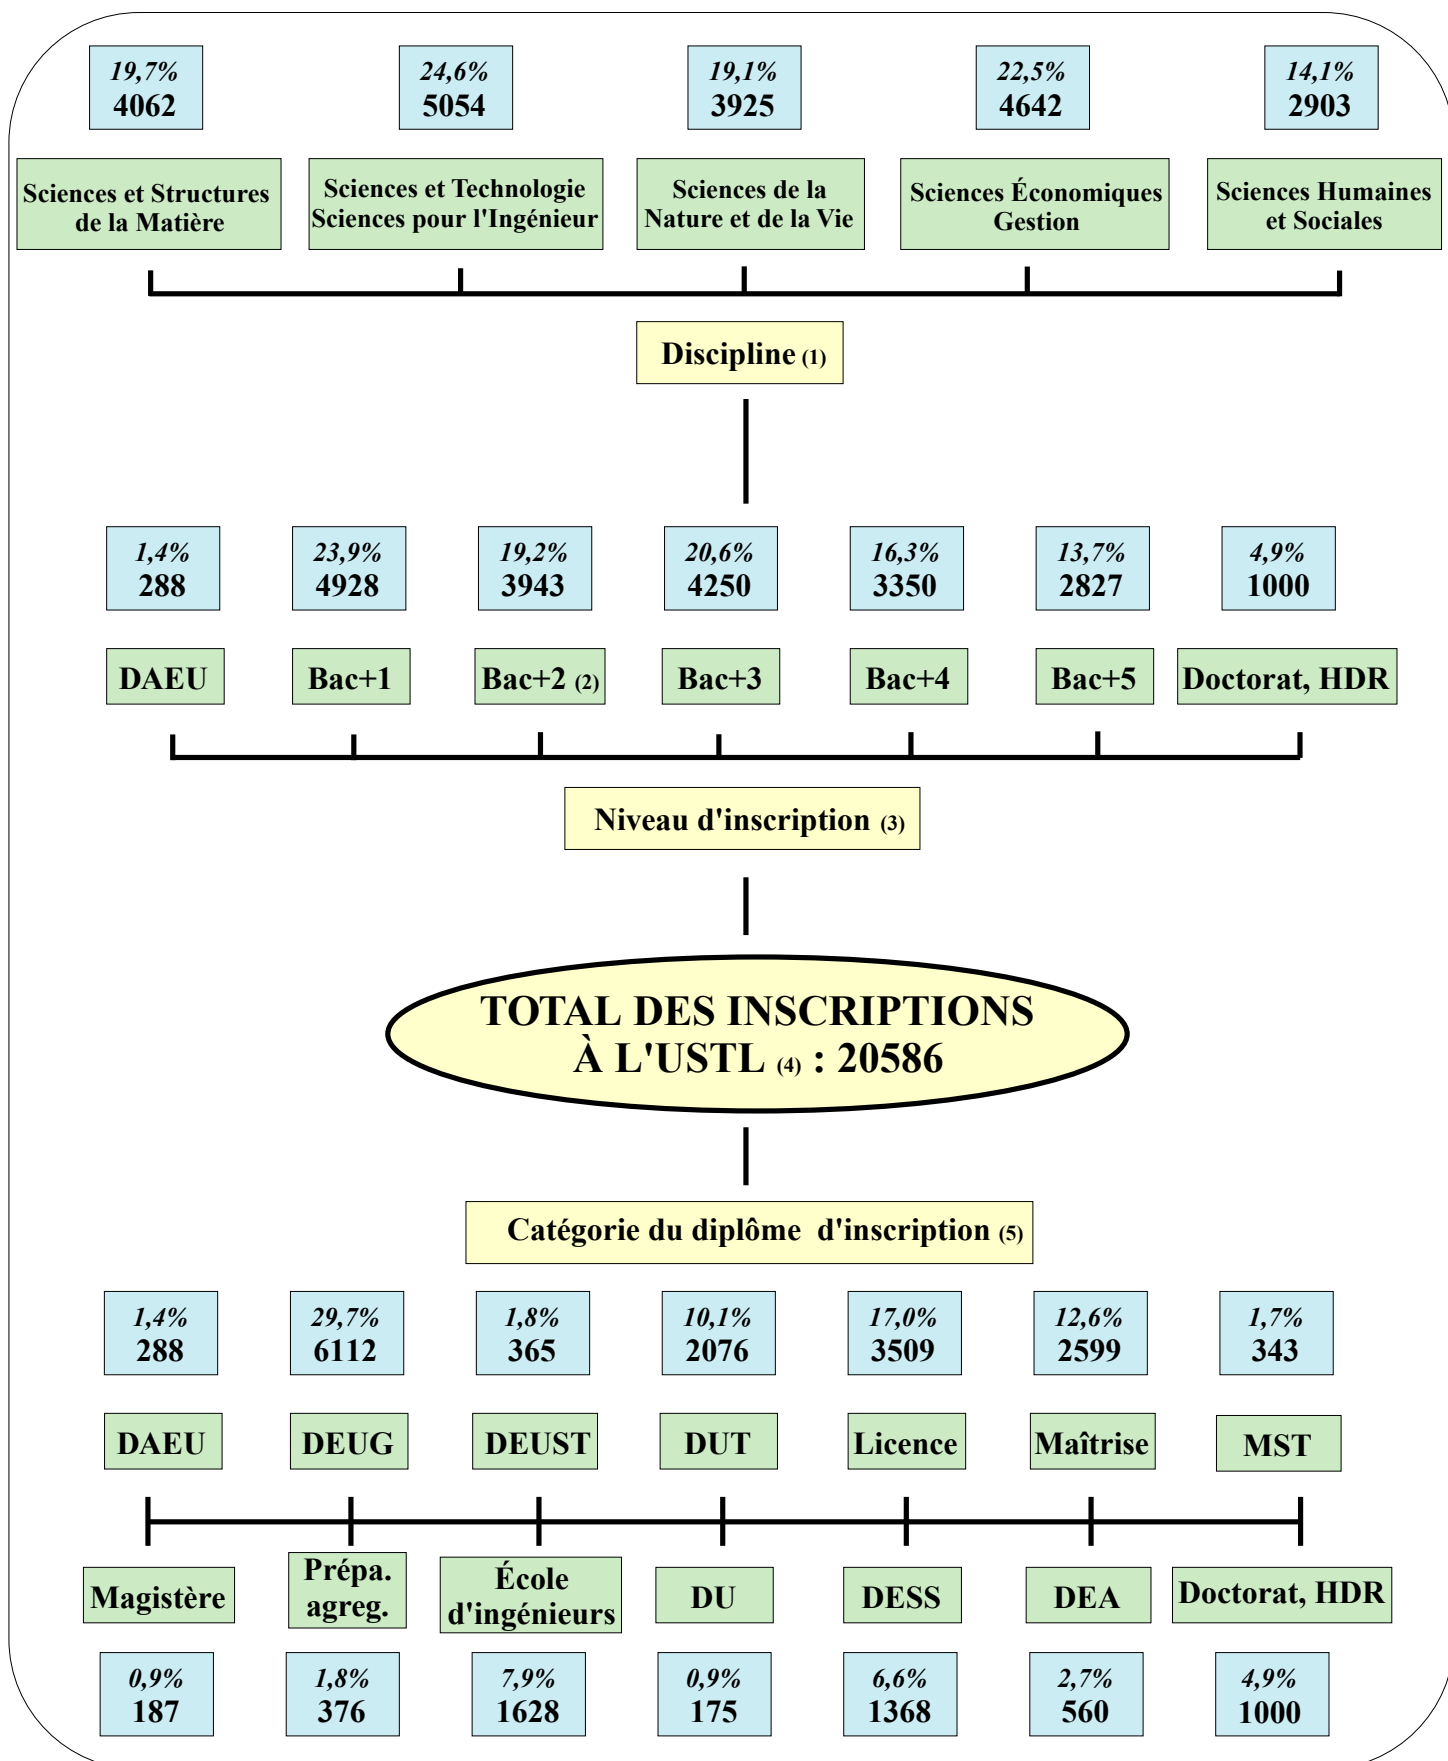 19,7%
4062
24,6%
5054
19,1%
3925
22,5%
4642
14,1%
2903
Sciences et Structures
de la Matière
Sciences et Technologie
Sciences pour l'Ingénieur
Sciences de la
Nature et de la Vie
Sciences Économiques
Gestion
Sciences Humaines
et Sociales
Discipline (1)
1,4%
288
23,9%
4928
19,2%
3943
20,6%
4250
16,3%
3350
13,7%
2827
4,9%
1000
DAEU
Bac+1
Bac+2 (2)
Bac+3
Bac+4
Bac+5
Doctorat, HDR
Niveau d'inscription (3)
TOTAL DES INSCRIPTIONS
À L'USTL (4) : 20586
Catégorie du diplôme d'inscription (5)
1,4%
288
29,7%
6112
1,8%
365
10,1%
2076
17,0%
3509
12,6%
2599
1,7%
343
DAEU
DEUG
DEUST
DUT
Licence
Maîtrise
MST
Magistère
Prépa.
agreg.
École
d'ingénieurs
DU
DESS
DEA
Doctorat, HDR
0,9%
187
1,8%
376
7,9%
1628
0,9%
175
6,6%
1368
2,7%
560
4,9%
1000